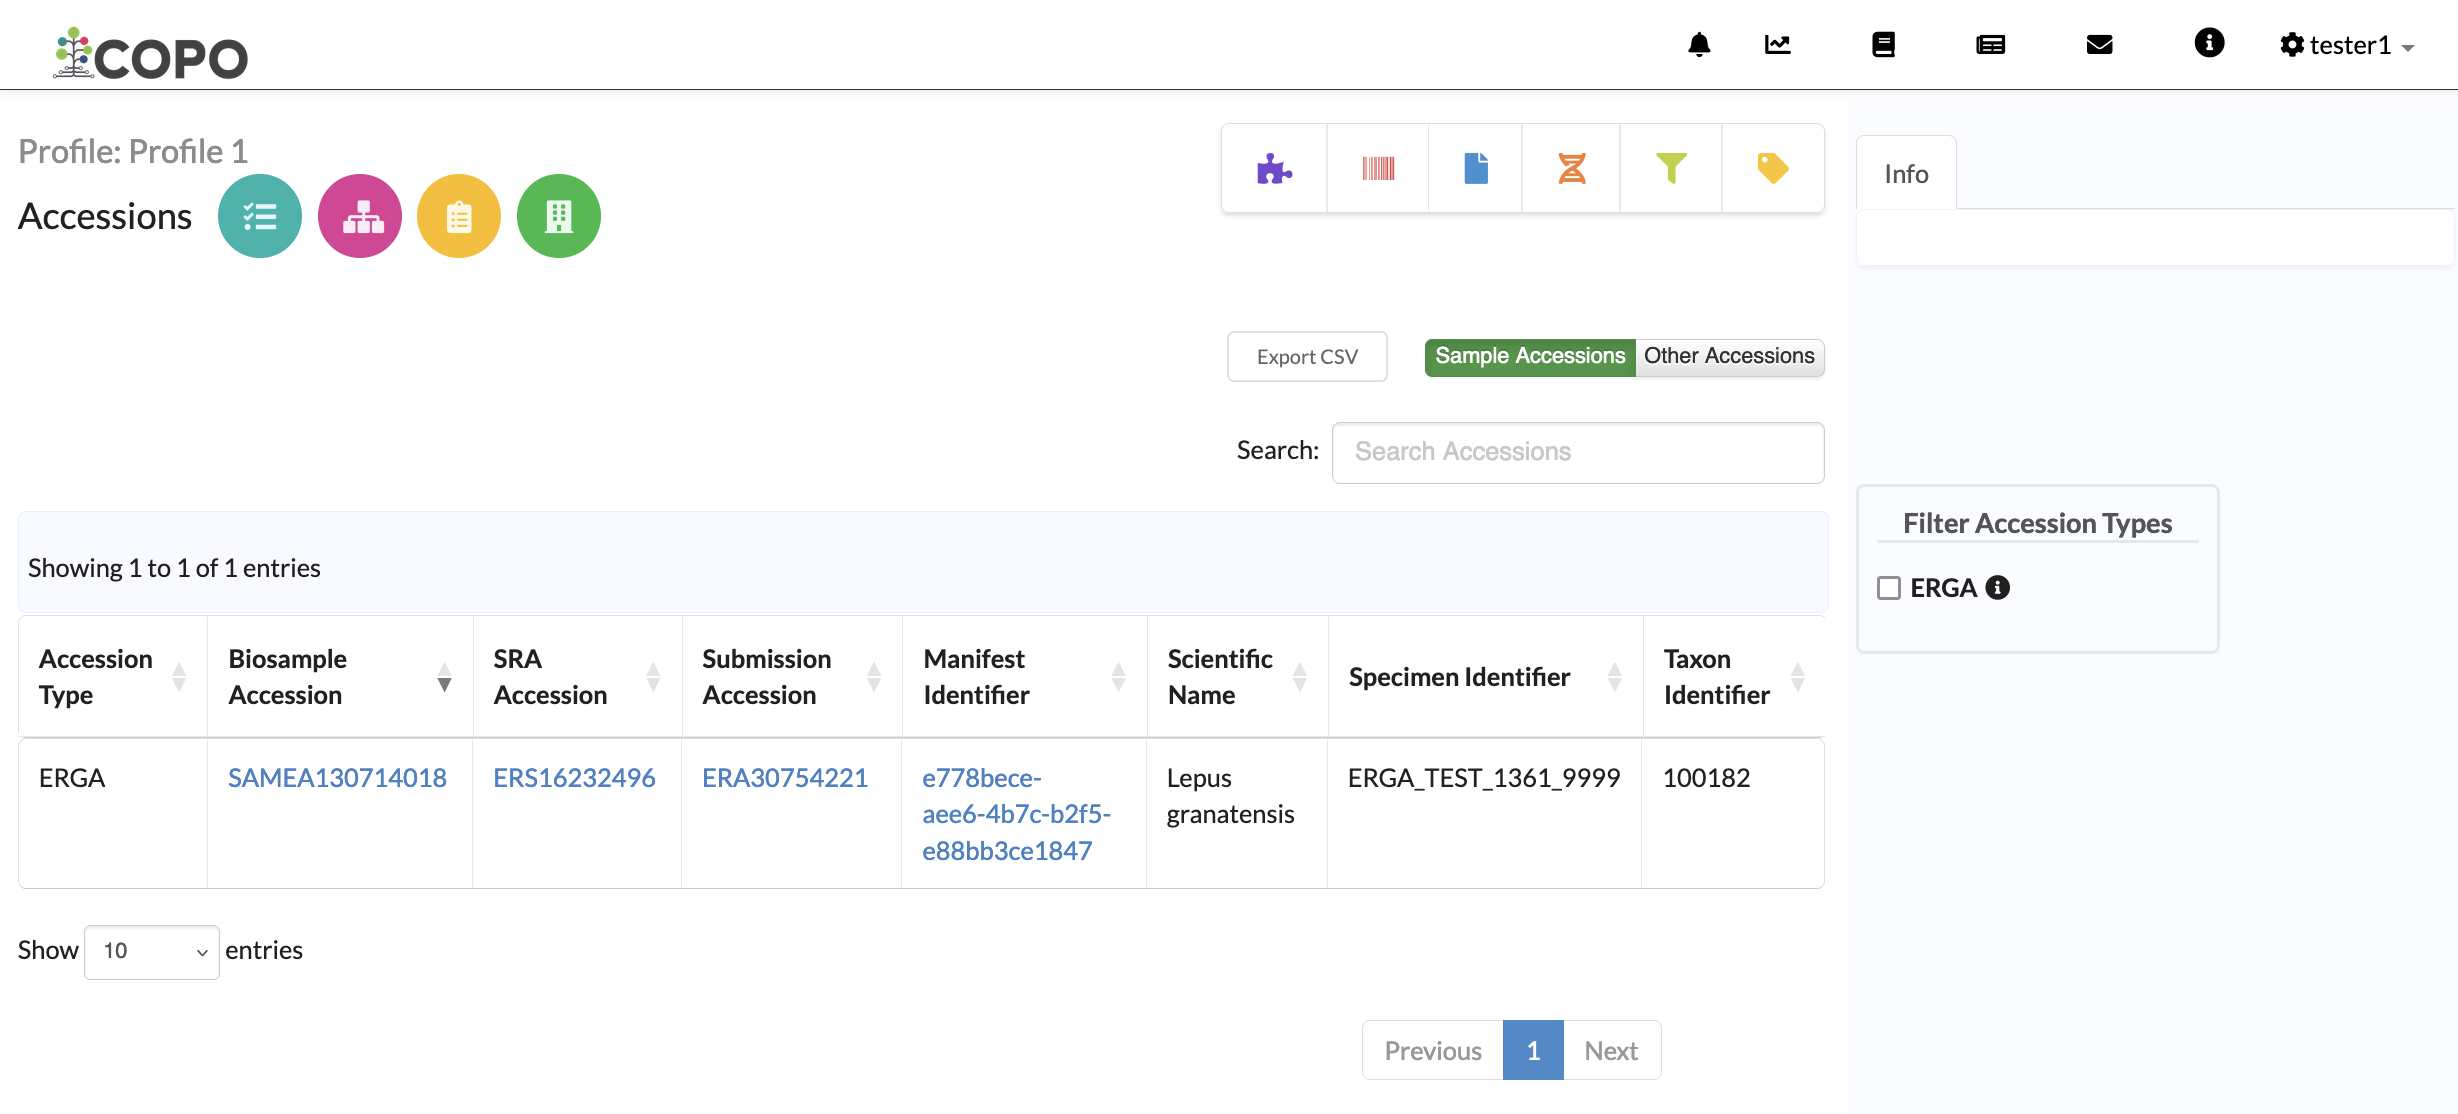 COPO
tester1
Profile: Profile 1
Accessions
Info
Export CSV
Sample Accessions
Other Accessions
Search:
Search Accessions
Filter Accession Types
ERGA
Showing 1 to 1 of 1 entries
Accession Type
Biosample Accession
SRA Accession
Submission Accession
Manifest Identifier
Scientific Name
Specimen Identifier
Taxon Identifier
ERGA
SAMEA130714018
ERS16232496
ERA30754221
e778bece-
aee6-4b7c-b2f5-
e88bb3ce1847
Lepus
granatensis
ERGA_TEST_1361_9999
100182
Show 10 entries
Previous 1 Next